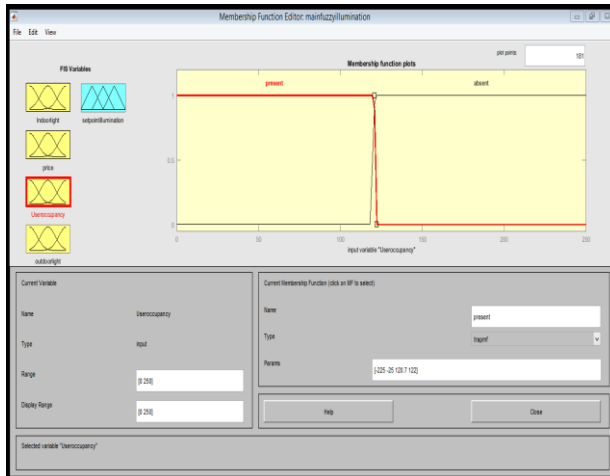 Membership Function Editor: mainfuzzyillumination
File Edit View
FIS Variables
Membership function plots
plot points:
181
Indoorlight
setpointillumination
price
Useroccupancy
outdoorlight
present
absent
1
0.5
0
0 50 100 150 200 250
input variable "Useroccupancy"
Current Variable
Name Useroccupancy
Type input
Range [0 250]
Display Range [0 250]
Current Membership Function (click on MF to select)
Name present
Type trapmf
Params [-225 -25 120.7 122]
Help Close
Selected variable "Useroccupancy"